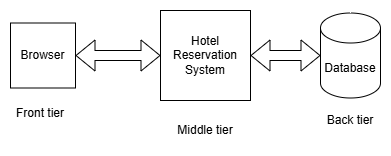 Browser
Hotel
Reservation
System
Database
Front tier
Middle tier
Back tier